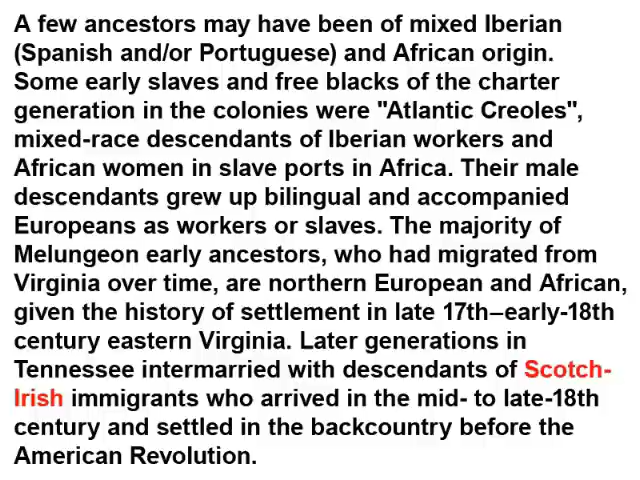 A few ancestors may have been of mixed Iberian
(Spanish and/or Portuguese) and African origin.
Some early slaves and free blacks of the charter
generation in the colonies were "Atlantic Creoles",
mixed-race descendants of Iberian workers and
African women in slave ports in Africa. Their male
descendants grew up bilingual and accompanied
Europeans as workers or slaves. The majority of
Melungeon early ancestors, who had migrated from
Virginia over time, are northern European and African,
given the history of settlement in late 17th–early-18th
century eastern Virginia. Later generations in
Tennessee intermarried with descendants of Scotch-
Irish immigrants who arrived in the mid- to late-18th
century and settled in the backcountry before the
American Revolution.